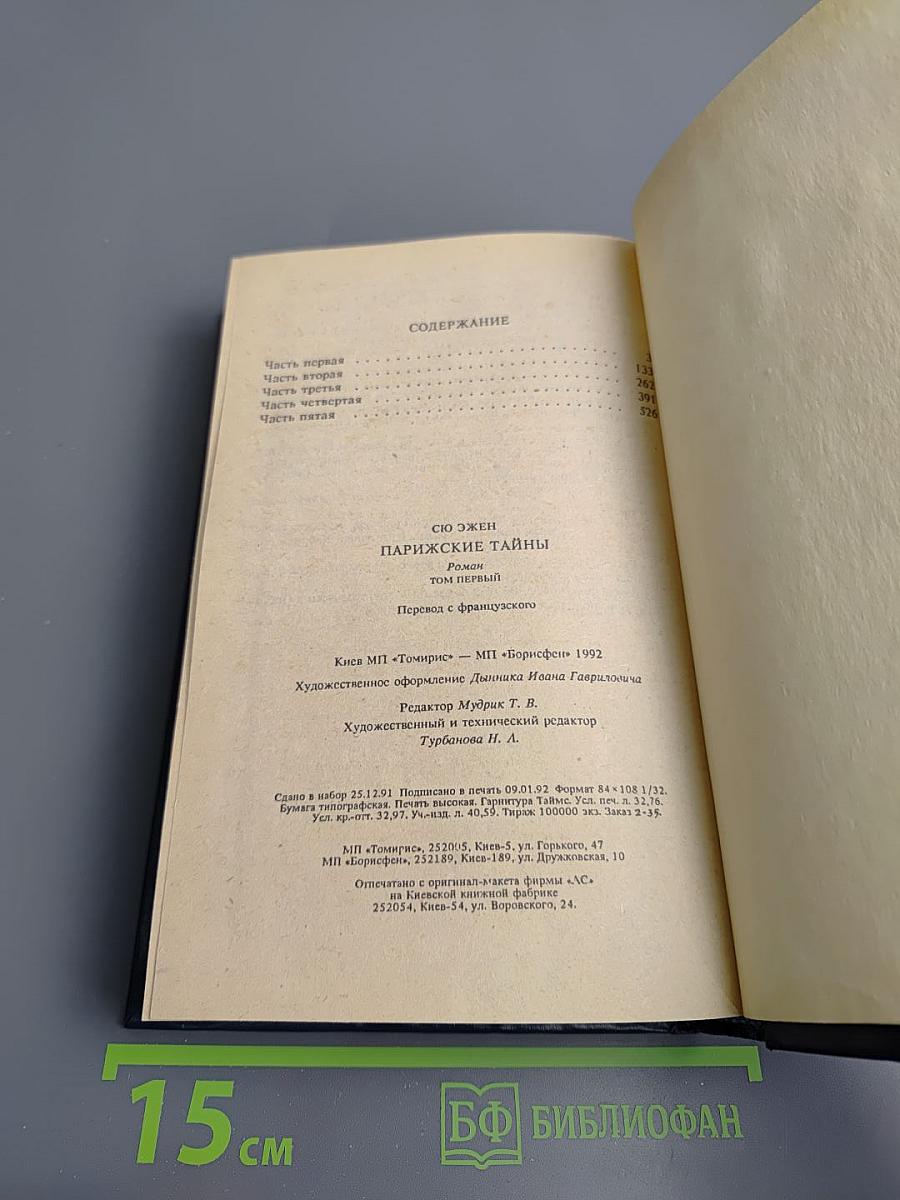 СОДЕРЖАНИЕ
Часть первая . . . . . . . . . . . . . . . . . . . . 3
Часть вторая . . . . . . . . . . . . . . . . . . . . 133
Часть третья . . . . . . . . . . . . . . . . . . . . 262
Часть четвертая . . . . . . . . . . . . . . . . . . . . 391
Часть пятая . . . . . . . . . . . . . . . . . . . . 526
СЮ ЭЖЕН
ПАРИЖСКИЕ ТАЙНЫ
Роман
ТОМ ПЕРВЫЙ
Перевод с французского
Киев МП «Томирис» — МП «Борисфен» 1992
Художественное оформление Дынника Ивана Гавриловича
Редактор Мудрик Т. В.
Художественный и технический редактор
Турбанова Н. А.
Сдано в набор 25.12.91 Подписано в печать 09.01.92 Формат 84×108 1/32.
Бумага типографская. Печать высокая. Гарнитура Таймс. Усл. печ. л. 32,76.
Усл. кр.-отт. 32,97. Уч.-изд. л. 40,59. Тираж 100000 экз. Заказ 2-35.
МП «Томирис», 252005, Киев-5, ул. Горького, 47
МП «Борисфен», 252189, Киев-189, ул. Дружковская, 10
Отпечатано с оригинал-макета фирмы «АС»
на Киевской книжной фабрике
252054, Киев-54, ул. Воровского, 24.
15 см
БФ БИБЛИОФАН